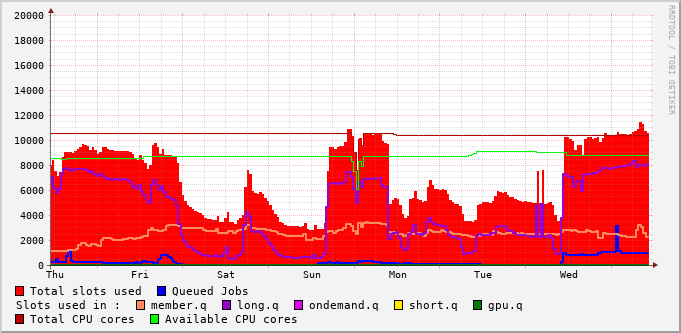 20000
18000
16000
14000
12000
10000
8000
6000
4000
2000
0
Thu Fri Sat Sun Mon Tue Wed
RRDTOOL / TOBI OETIKER
Total slots used Queued Jobs
Slots used in : member.q long.q ondemand.q short.q gpu.q
Total CPU cores Available CPU cores